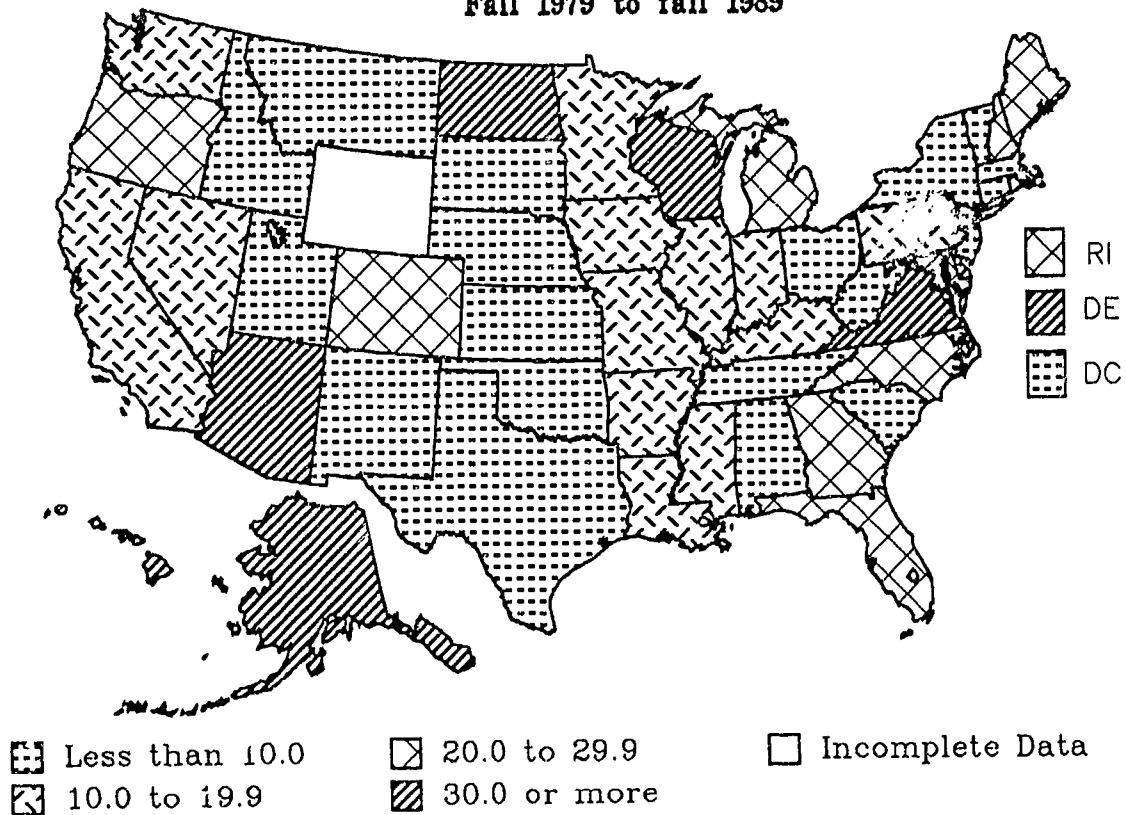 Fall 1979 to fall 1989
RI
DE
DC
Less than 10.0
20.0 to 29.9
Incomplete Data
10.0 to 19.9
30.0 or more